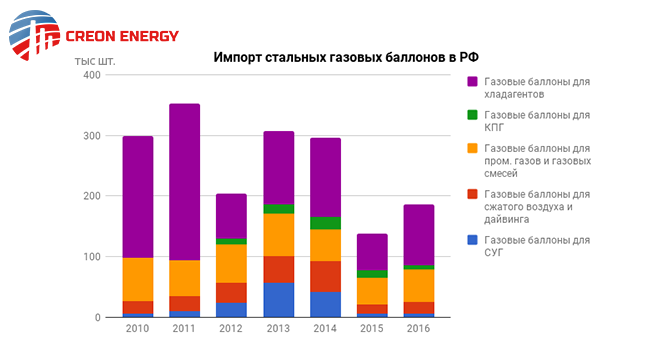 CREON ENERGY
Импорт стальных газовых баллонов в РФ
тыс шт.
400
300
200
100
0
2010
2011
2012
2013
2014
2015
2016
Газовые баллоны для
хладагентов
Газовые баллоны для
КПГ
Газовые баллоны для
пром. газов и газовых
смесей
Газовые баллоны для
сжатого воздуха и
дайвинга
Газовые баллоны для
СУГ